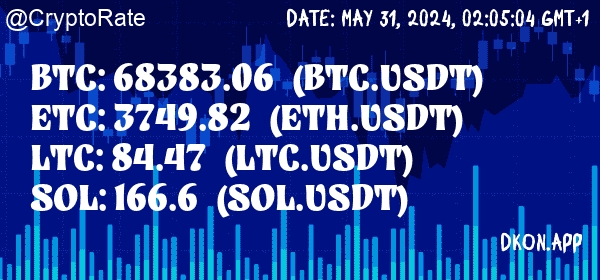 @CryptoRate
DATE: MAY 31, 2024, 02:05:04 GMT+1
BTC: 68383.06 (BTC.USDT)
ETC: 3749.82 (ETH.USDT)
LTC: 84.47 (LTC.USDT)
SOL: 166.6 (SOL.USDT)
DKON.APP